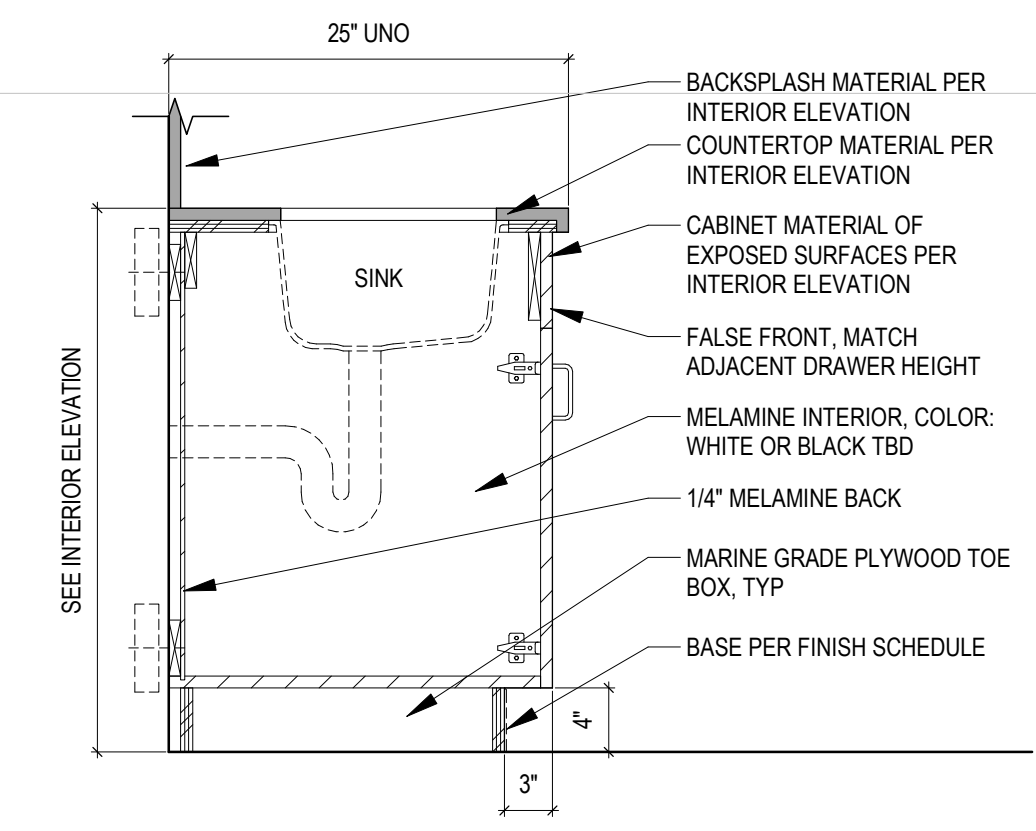 25" UNO
BACKSPLASH MATERIAL PER
INTERIOR ELEVATION
COUNTERTOP MATERIAL PER
INTERIOR ELEVATION
CABINET MATERIAL OF
EXPOSED SURFACES PER
INTERIOR ELEVATION
SINK
FALSE FRONT, MATCH
ADJACENT DRAWER HEIGHT
SEE INTERIOR ELEVATION
MELAMINE INTERIOR, COLOR:
WHITE OR BLACK TBD
1/4" MELAMINE BACK
MARINE GRADE PLYWOOD TOE
BOX, TYP
BASE PER FINISH SCHEDULE
4"
3"